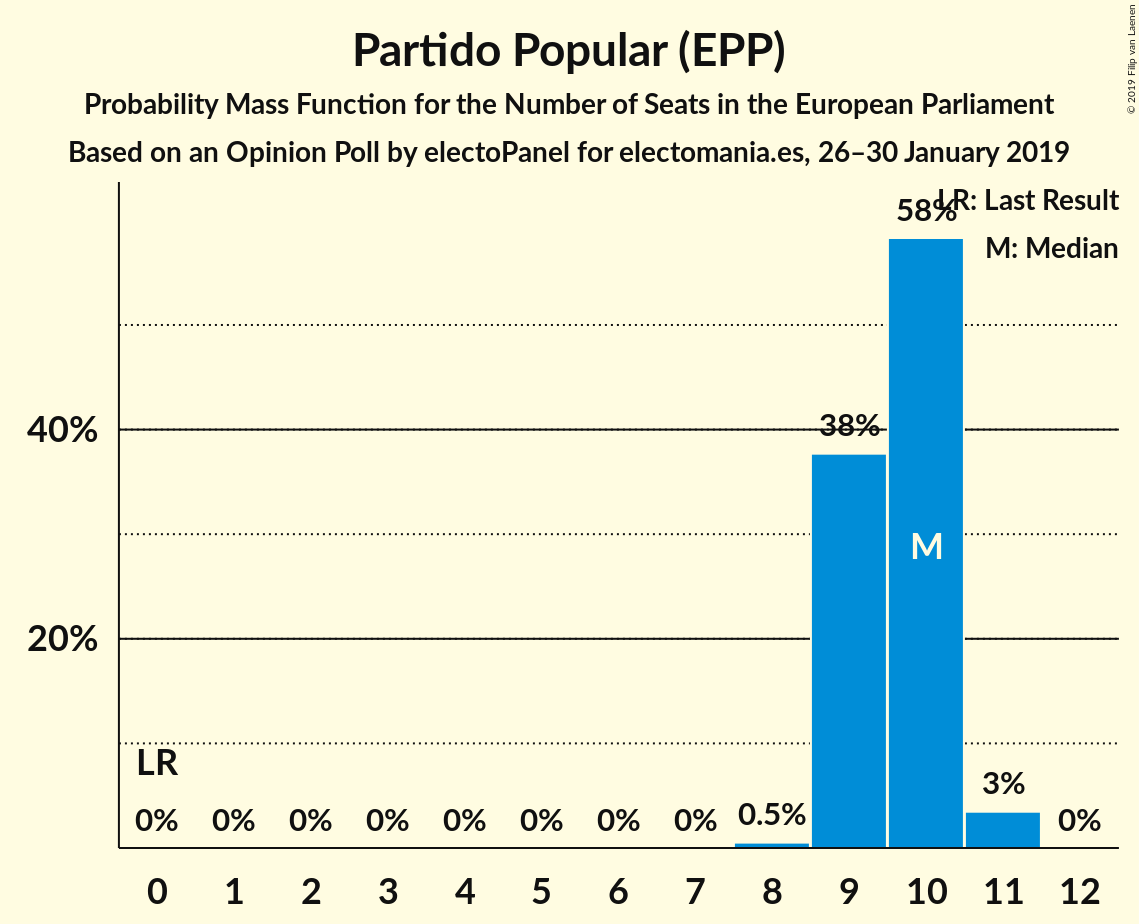 Partido Popular (EPP)
Probability Mass Function for the Number of Seats in the European Parliament
Based on an Opinion Poll by electoPanel for electomania.es, 26–30 January 2019
© 2019 Filip van Laenen
LR: Last Result
M: Median
58%
40%
38%
M
20%
LR
0% 0% 0% 0% 0% 0% 0% 0% 0.5% 3% 0%
0 1 2 3 4 5 6 7 8 9 10 11 12